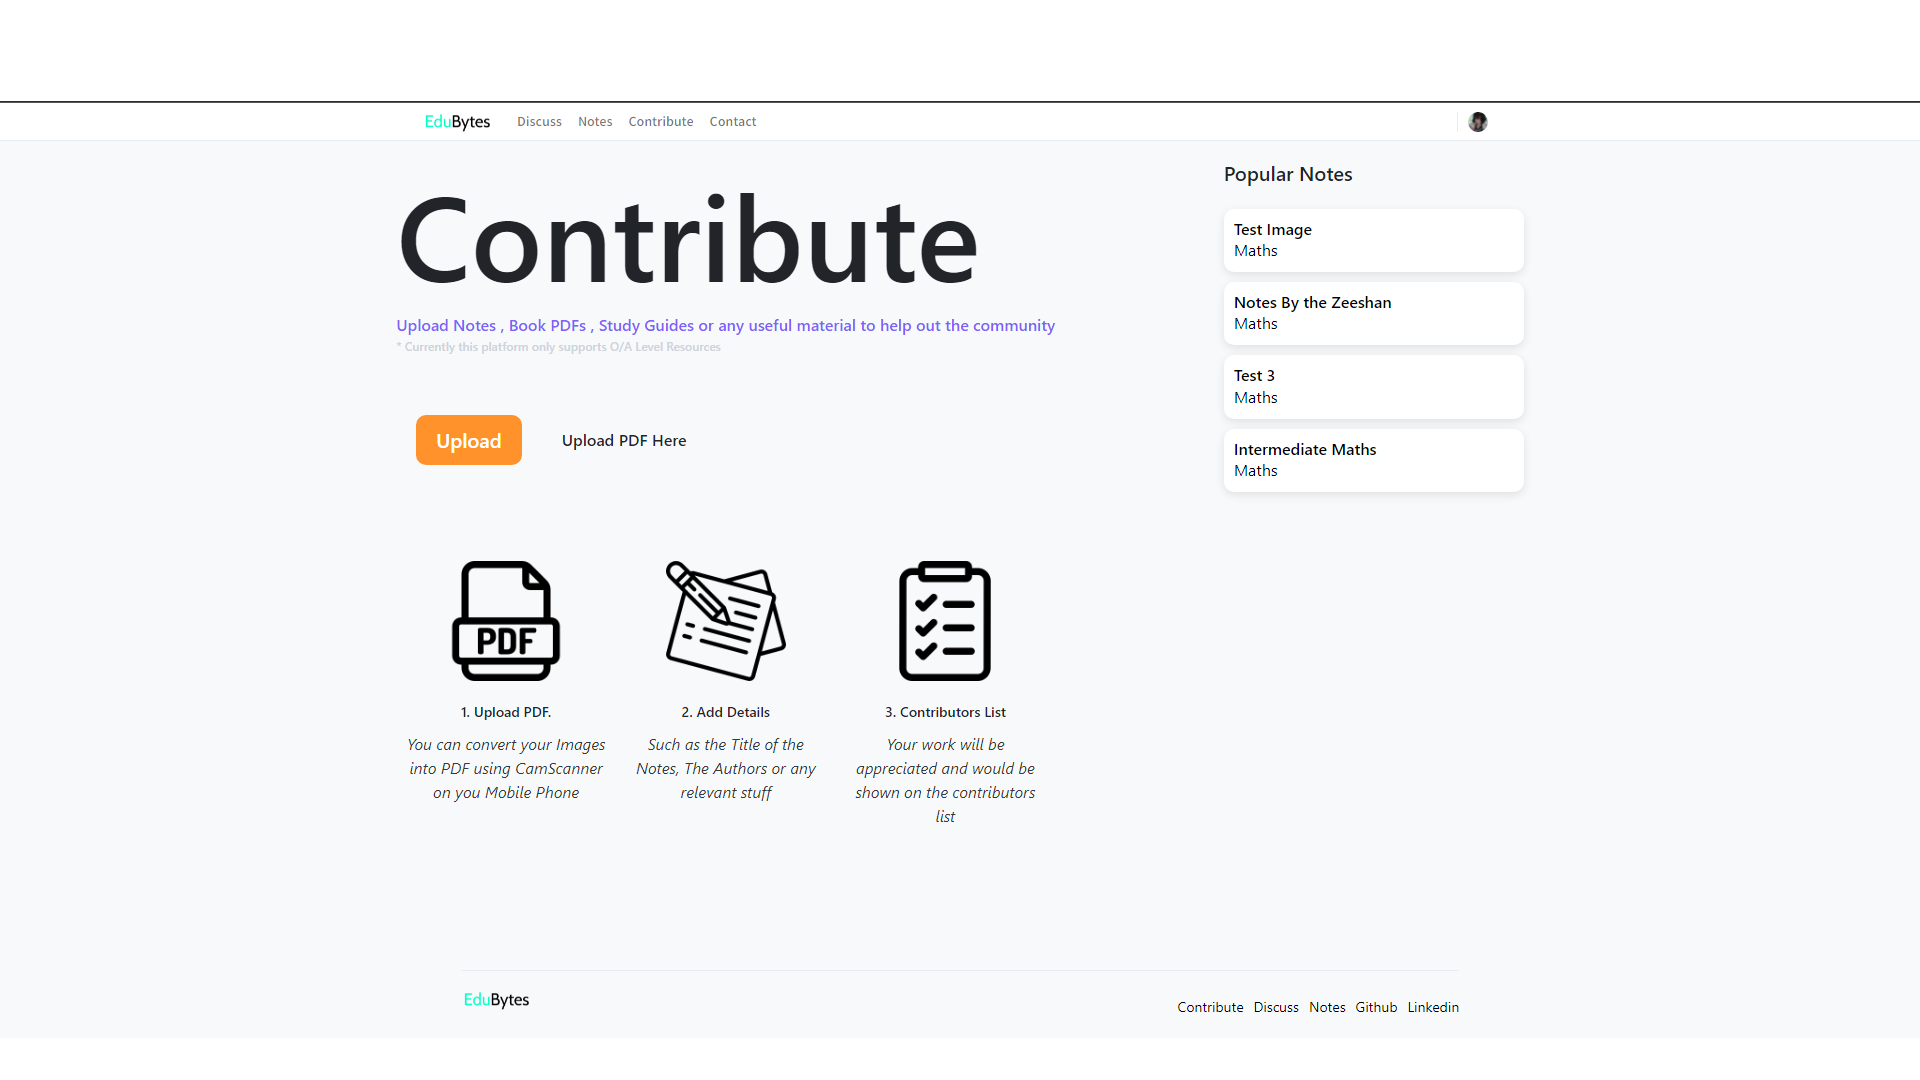 EduBytes Discuss Notes Contribute Contact
Contribute
Upload Notes , Book PDFs , Study Guides or any useful material to help out the community
* Currently this platform only supports O/A Level Resources
Upload Upload PDF Here
PDF
1. Upload PDF.
You can convert your Images
into PDF using CamScanner
on you Mobile Phone
2. Add Details
Such as the Title of the
Notes, The Authors or any
relevant stuff
3. Contributors List
Your work will be
appreciated and would be
shown on the contributors
list
Popular Notes
Test Image
Maths
Notes By the Zeeshan
Maths
Test 3
Maths
Intermediate Maths
Maths
EduBytes
Contribute Discuss Notes Github Linkedin